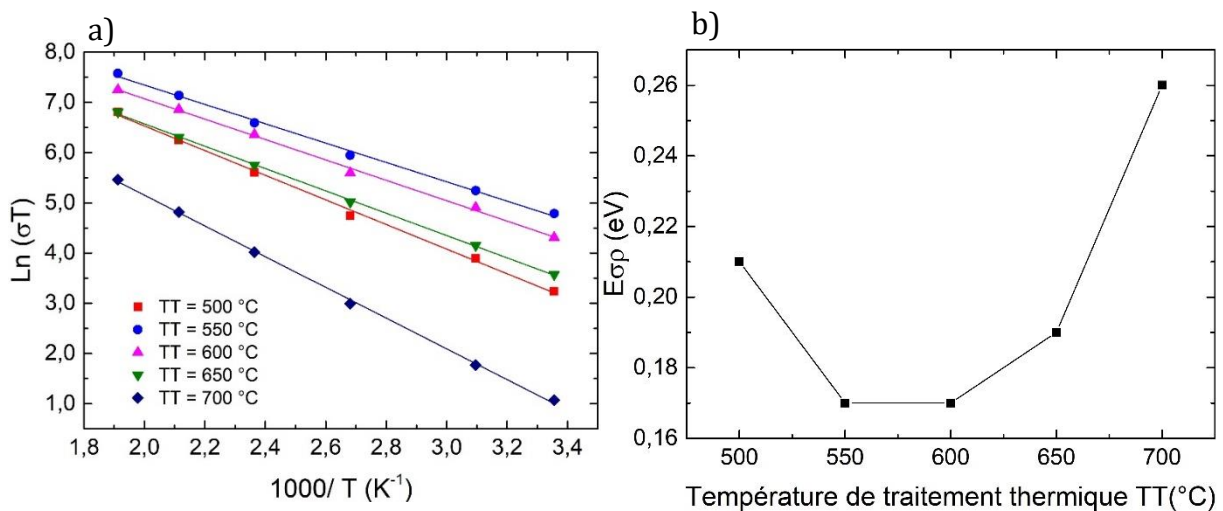 a)
8,0
7,0
6,0
5,0
4,0
3,0
2,0
1,0
Ln (σT)
TT = 500 °C
TT = 550 °C
TT = 600 °C
TT = 650 °C
TT = 700 °C
1,8 2,0 2,2 2,4 2,6 2,8 3,0 3,2 3,4
1000/ T (K⁻¹)
b)
0,26
0,24
0,22
0,20
0,18
0,16
Eσρ (eV)
500 550 600 650 700
Température de traitement thermique TT(°C)